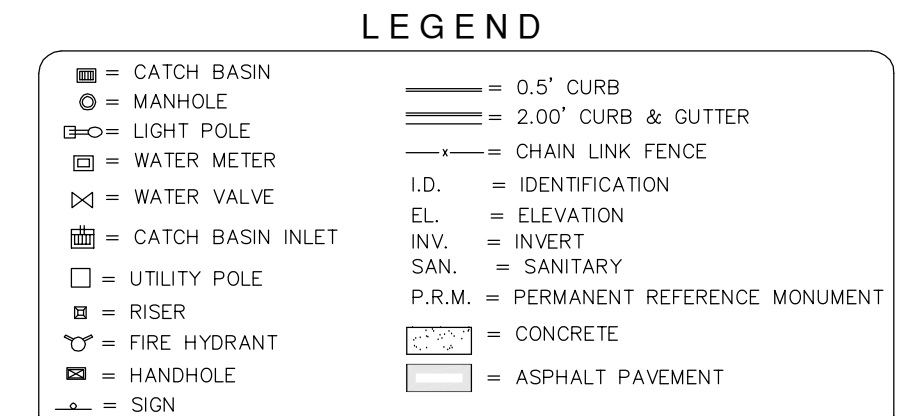 LEGEND
= CATCH BASIN
= MANHOLE
= LIGHT POLE
= WATER METER
= WATER VALVE
= CATCH BASIN INLET
= UTILITY POLE
= RISER
= FIRE HYDRANT
= HANDHOLE
= SIGN
= 0.5' CURB
= 2.00' CURB & GUTTER
x = CHAIN LINK FENCE
I.D. = IDENTIFICATION
EL. = ELEVATION
INV. = INVERT
SAN. = SANITARY
P.R.M. = PERMANENT REFERENCE MONUMENT
= CONCRETE
= ASPHALT PAVEMENT